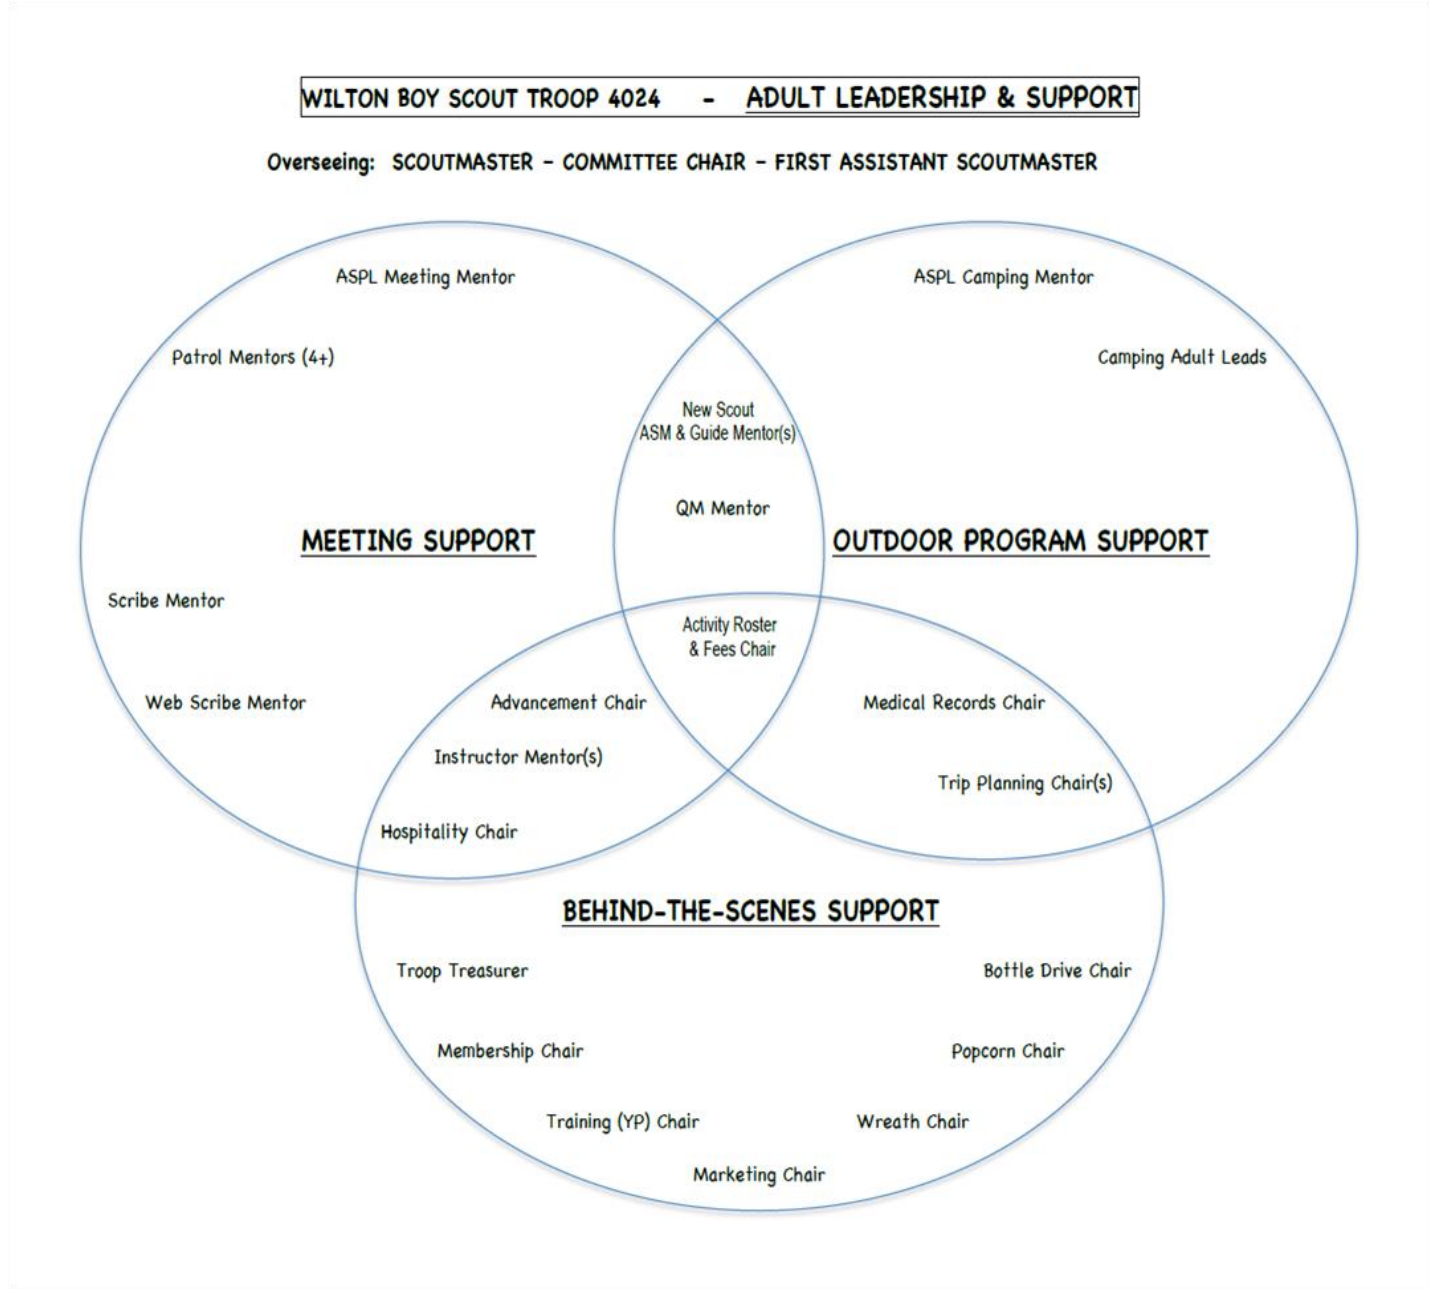 WILTON BOY SCOUT TROOP 4024 - ADULT LEADERSHIP & SUPPORT
Overseeing: SCOUTMASTER - COMMITTEE CHAIR - FIRST ASSISTANT SCOUTMASTER
ASPL Meeting Mentor
ASPL Camping Mentor
Patrol Mentors (4+)
Camping Adult Leads
New Scout
ASM & Guide Mentor(s)
QM Mentor
MEETING SUPPORT
OUTDOOR PROGRAM SUPPORT
Scribe Mentor
Activity Roster
& Fees Chair
Web Scribe Mentor
Advancement Chair
Medical Records Chair
Instructor Mentor(s)
Trip Planning Chair(s)
Hospitality Chair
BEHIND-THE-SCENES SUPPORT
Troop Treasurer
Bottle Drive Chair
Membership Chair
Popcorn Chair
Training (YP) Chair
Wreath Chair
Marketing Chair